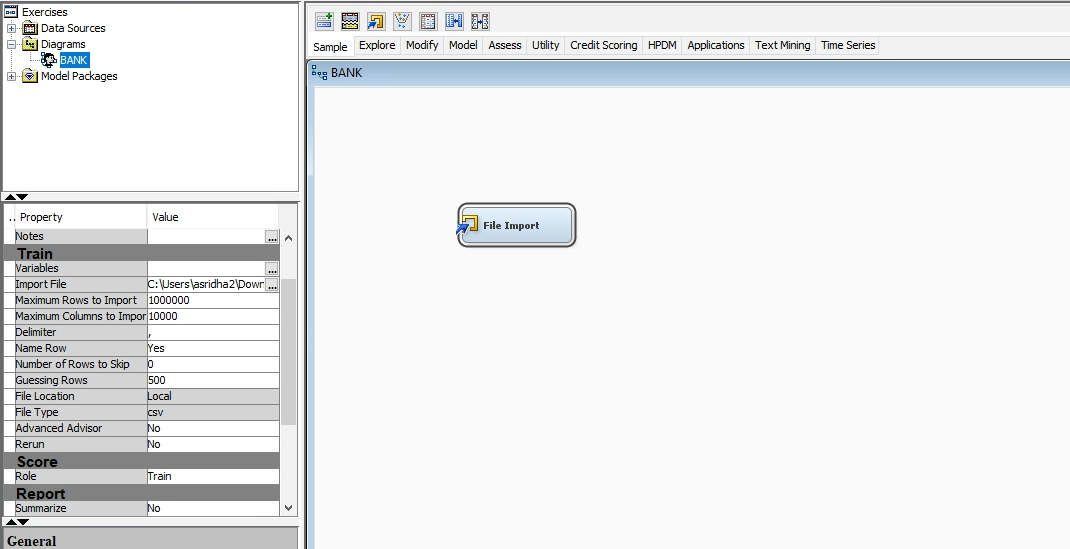 Exercises
Data Sources
Diagrams
BANK
Model Packages
.. Property Value
Notes ...
Train
Variables ...
Import File C:\Users\asridha2\Dowr ...
Maximum Rows to Import 1000000
Maximum Columns to Impor 10000
Delimiter ,
Name Row Yes
Number of Rows to Skip 0
Guessing Rows 500
File Location Local
File Type csv
Advanced Advisor No
Rerun No
Score
Role Train
Report
Summarize No
General
Sample Explore Modify Model Assess Utility Credit Scoring HPDM Applications Text Mining Time Series
BANK
File Import